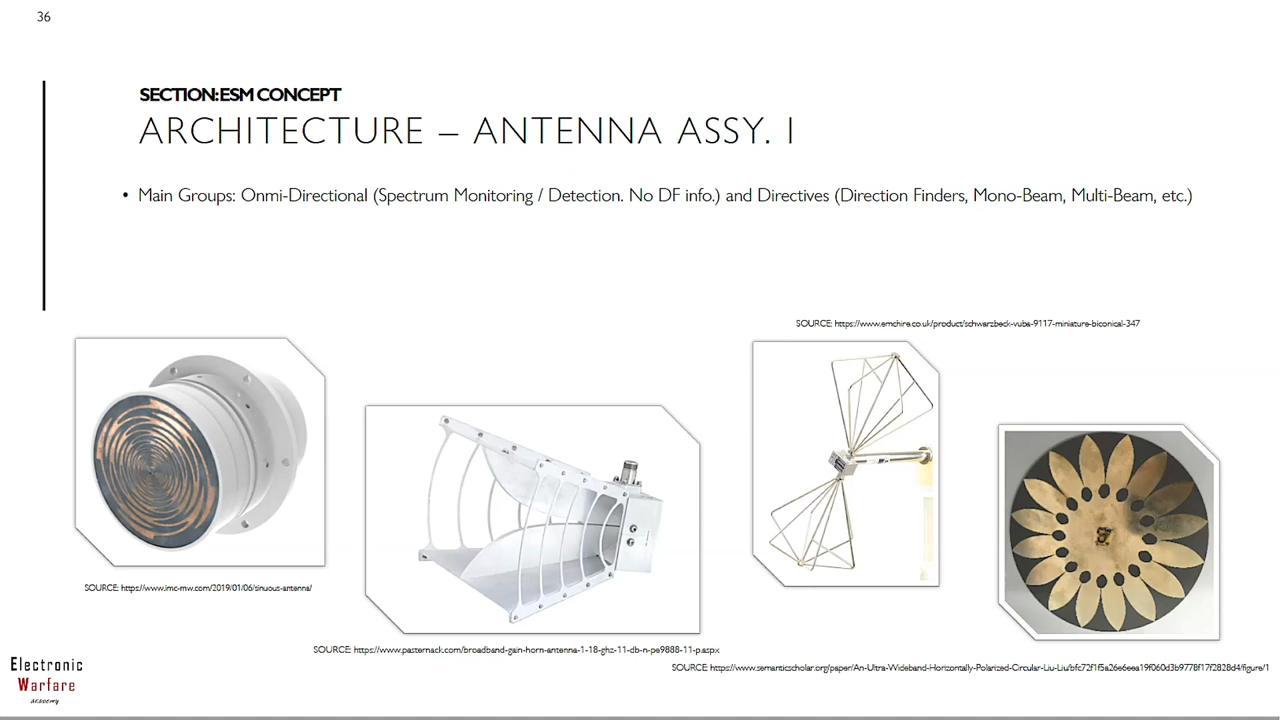 36
SECTION:ESM CONCEPT
ARCHITECTURE – ANTENNA ASSY. I
• Main Groups: Onmi-Directional (Spectrum Monitoring / Detection. No DF info.) and Directives (Direction Finders, Mono-Beam, Multi-Beam, etc.)
SOURCE: https://www.emchire.co.uk/product/schwarzbeck-vuba-9117-miniature-biconical-347
SOURCE: https://www.imc-mw.com/2019/01/06/sinuous-antenna/
SOURCE: https://www.pasternack.com/broadband-gain-horn-antenna-1-18-ghz-11-db-n-pe9888-11-p.aspx
SOURCE: https://www.semanticscholar.org/paper/An-Ultra-Wideband-Horizontally-Polarized-Circular-Liu-Liu/bfc72f1f5a26e6eea19f060d3b9778f17f2828d4/figure/1
Electronic
Warfare
academy